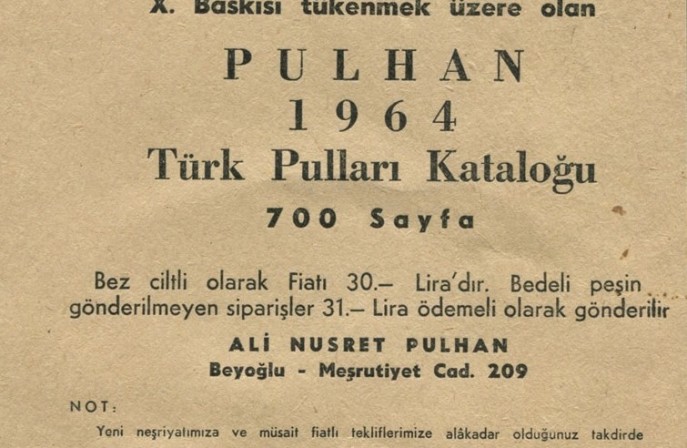 X. Baskısı tükenmek üzere olan
PULHAN
1964
Türk Pulları Kataloğu
700 Sayfa
Bez ciltli olarak Fiatı 30.— Lira'dır. Bedeli peşin
gönderilmeyen siparişler 31.— Lira ödemeli olarak gönderilir
ALİ NUSRET PULHAN
Beyoğlu - Meşrutiyet Cad. 209
NOT:
Yeni neşriyatımıza ve müsait fiatlı tekliflerimize alâkadar olduğunuz takdirde